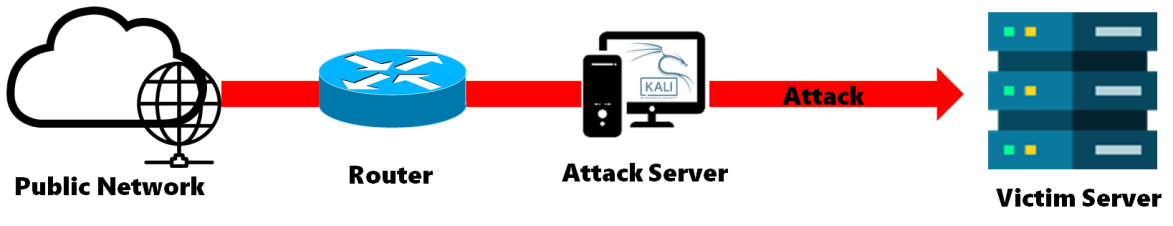 KALI
Attack
Public Network
Router
Attack Server
Victim Server